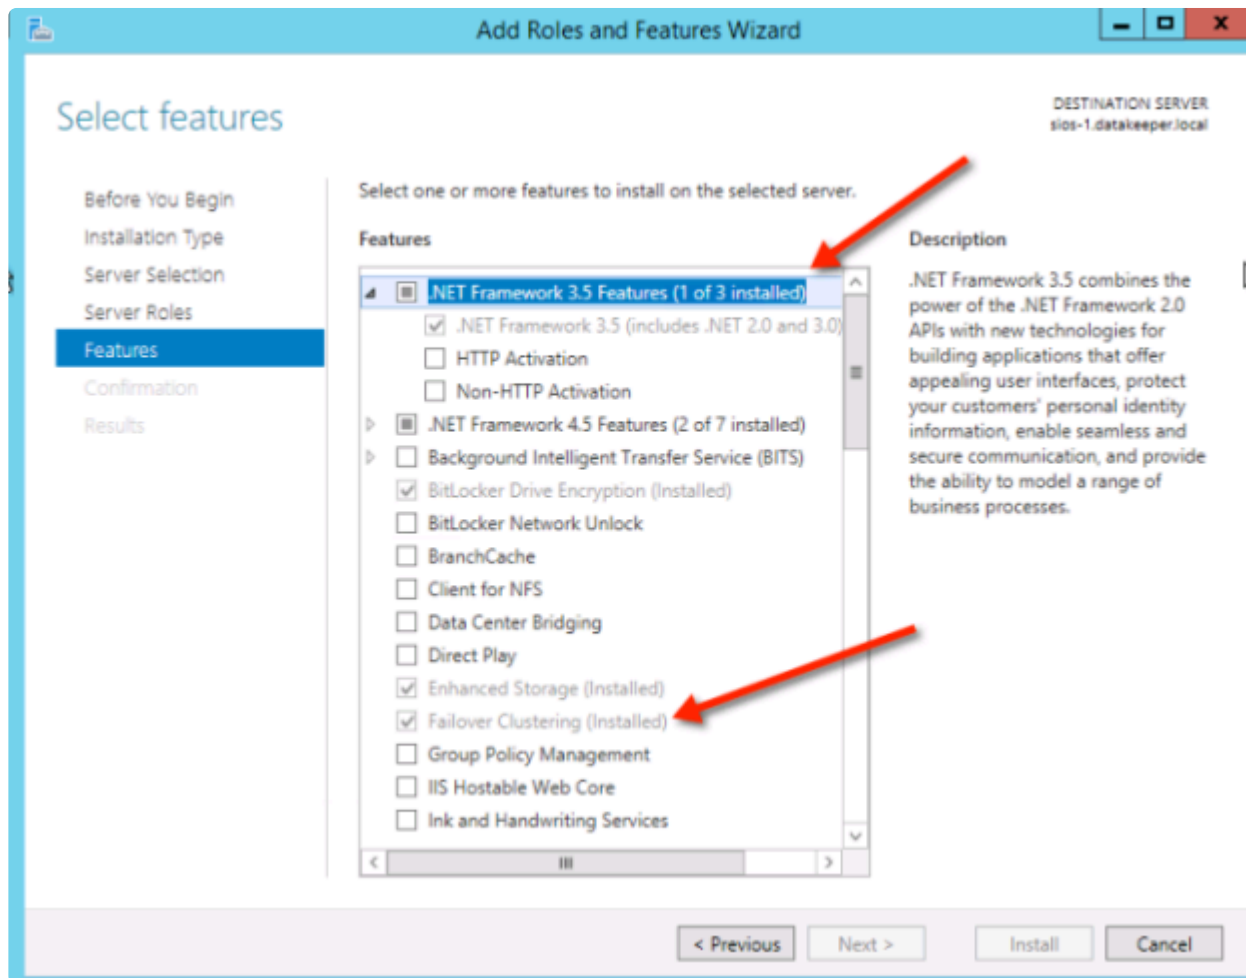 Add Roles and Features Wizard
Select features
DESTINATION SERVER
sios-1.datakeeper.local
Before You Begin
Installation Type
Server Selection
Server Roles
Features
Confirmation
Results
Select one or more features to install on the selected server.
Features
.NET Framework 3.5 Features (1 of 3 installed)
.NET Framework 3.5 (includes .NET 2.0 and 3.0)
HTTP Activation
Non-HTTP Activation
.NET Framework 4.5 Features (2 of 7 installed)
Background Intelligent Transfer Service (BITS)
BitLocker Drive Encryption (Installed)
BitLocker Network Unlock
BranchCache
Client for NFS
Data Center Bridging
Direct Play
Enhanced Storage (Installed)
Failover Clustering (Installed)
Group Policy Management
IIS Hostable Web Core
Ink and Handwriting Services
Description
.NET Framework 3.5 combines the
power of the .NET Framework 2.0
APIs with new technologies for
building applications that offer
appealing user interfaces, protect
your customers' personal identity
information, enable seamless and
secure communication, and provide
the ability to model a range of
business processes.
< Previous
Next >
Install
Cancel